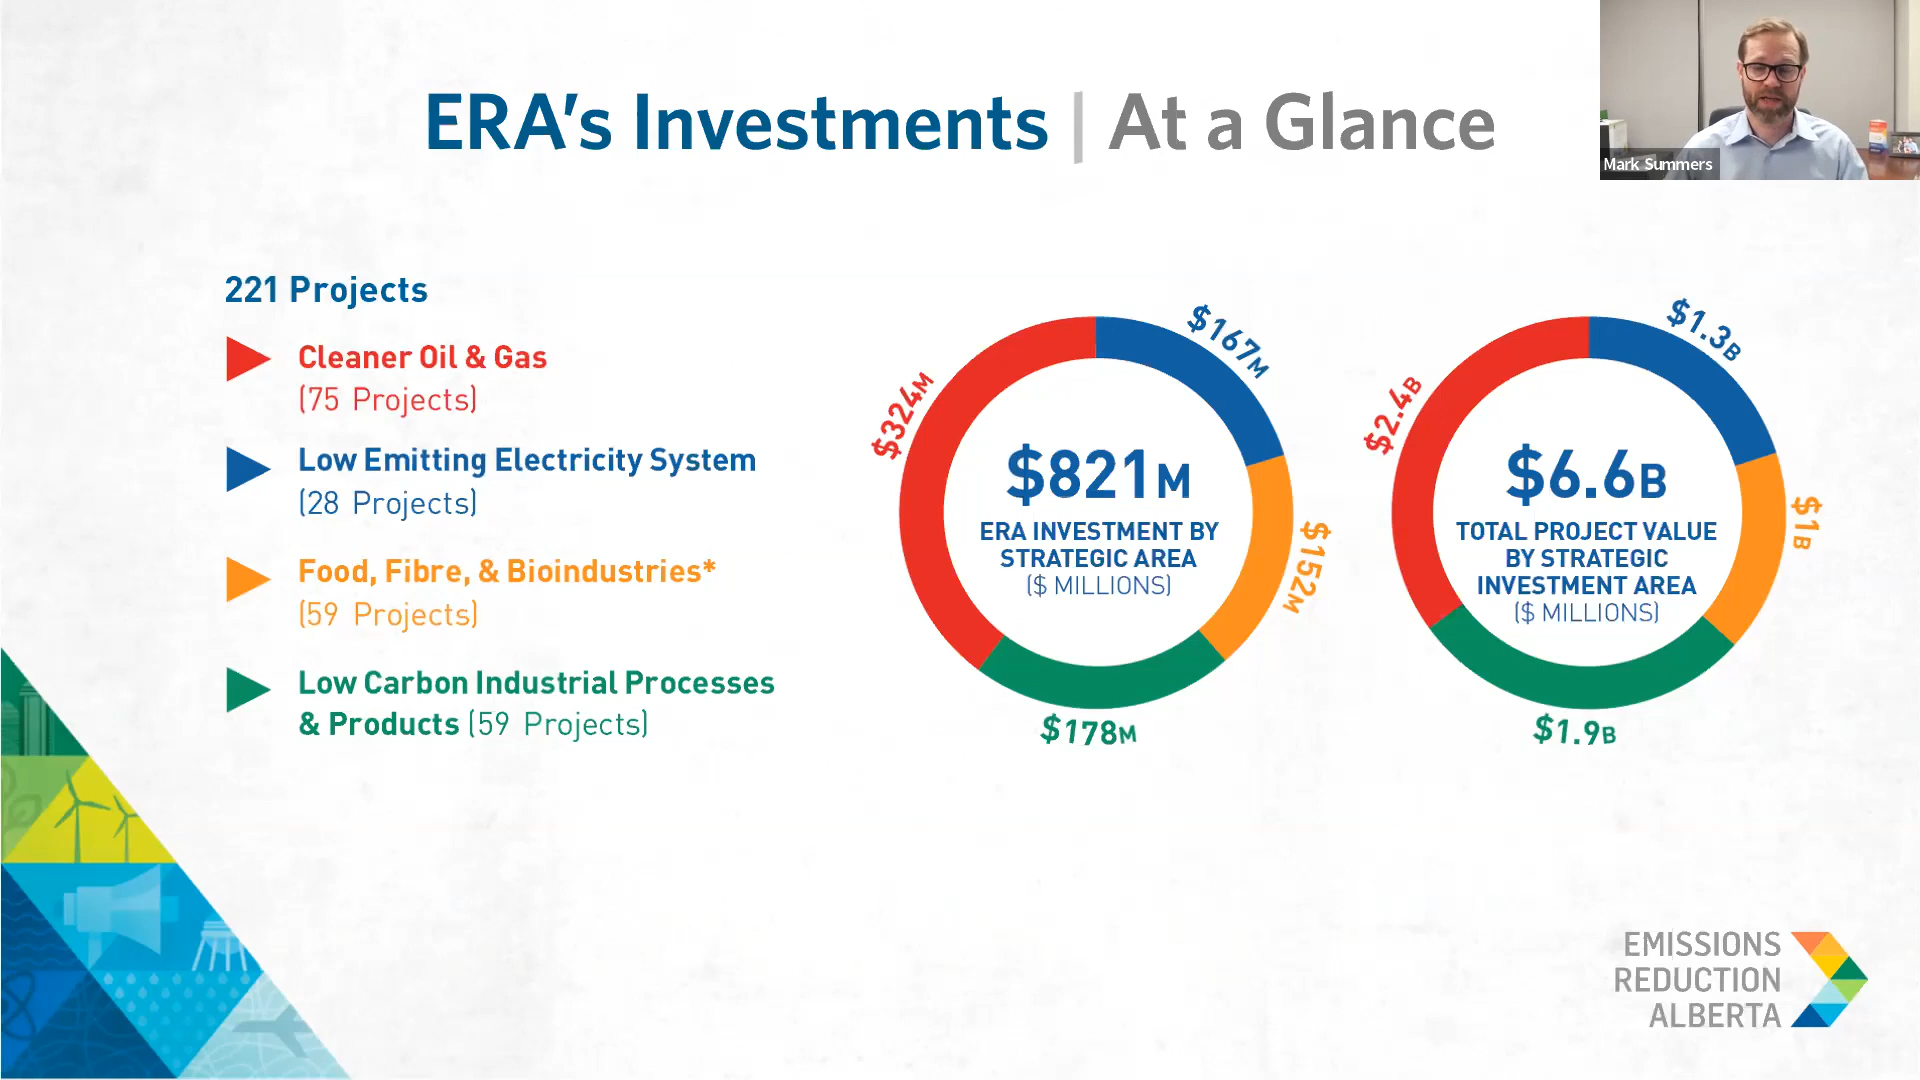 ERA's Investments | At a Glance
Mark Summers
221 Projects
Cleaner Oil & Gas
(75 Projects)
Low Emitting Electricity System
(28 Projects)
Food, Fibre, & Bioindustries*
(59 Projects)
Low Carbon Industrial Processes
& Products (59 Projects)
$324M
$167M
$152M
$178M
$821M
ERA INVESTMENT BY
STRATEGIC AREA
($ MILLIONS)
$2.4B
$1.3B
$1B
$1.9B
$6.6B
TOTAL PROJECT VALUE
BY STRATEGIC
INVESTMENT AREA
($ MILLIONS)
EMISSIONS
REDUCTION
ALBERTA